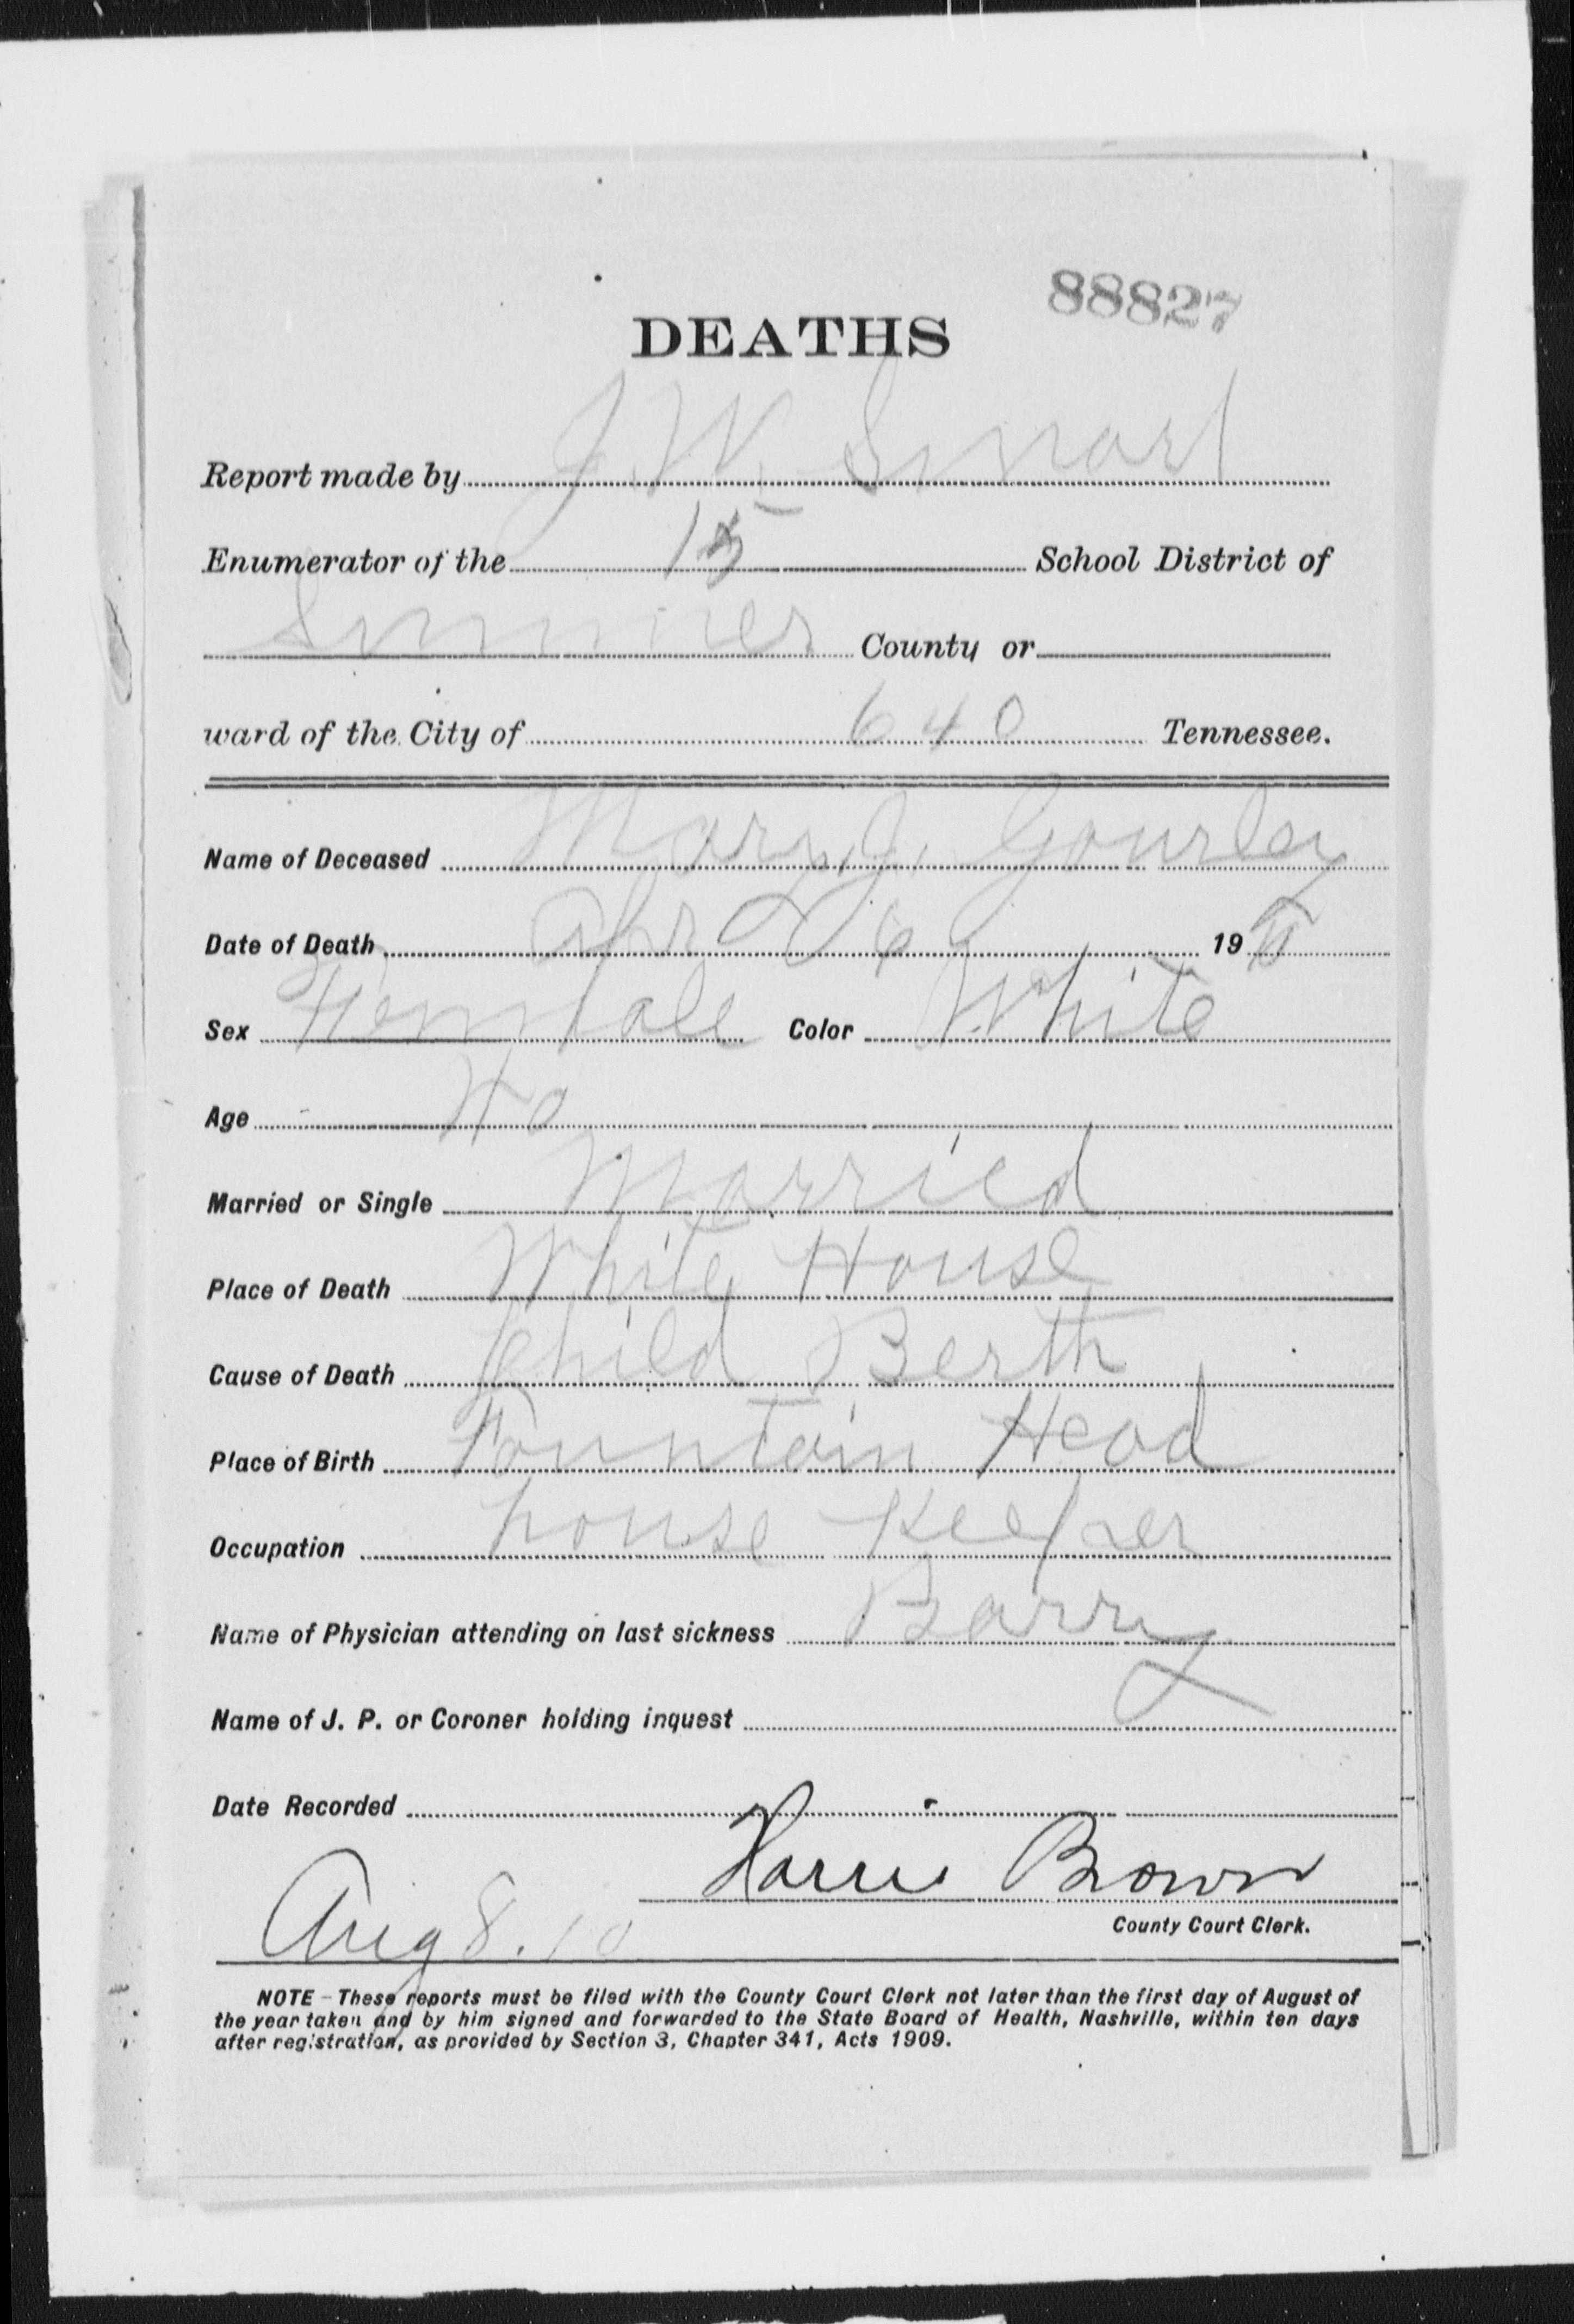 88827
DEATHS
Report made by J. W. Smart
Enumerator of the 15 School District of
Sumner County or
ward of the City of 640 Tennessee.
Name of Deceased Mary J. Gourley
Date of Death Apr 26 1910
Sex Female Color White
Age 40
Married or Single Married
Place of Death White House
Cause of Death Child Berth
Place of Birth Fountain Head
Occupation house Keeper
Name of Physician attending on last sickness Barry
Name of J. P. or Coroner holding inquest
Date Recorded
Harris Brown
County Court Clerk.
Aug 8. 10
NOTE – These reports must be filed with the County Court Clerk not later than the first day of August of
the year taken and by him signed and forwarded to the State Board of Health, Nashville, within ten days
after registration, as provided by Section 3, Chapter 341, Acts 1909.